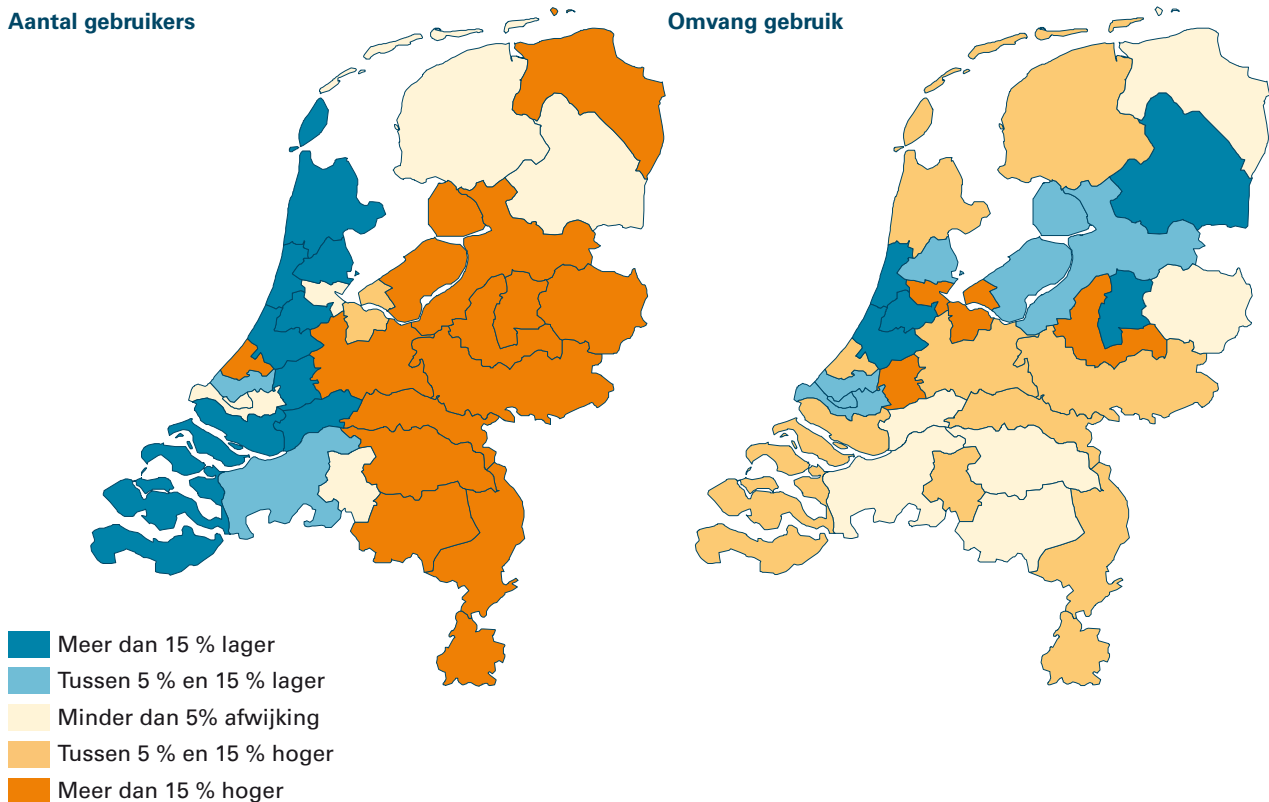 Aantal gebruikers
Omvang gebruik
Meer dan 15 % lager
Tussen 5 % en 15 % lager
Minder dan 5% afwijking
Tussen 5 % en 15 % hoger
Meer dan 15 % hoger